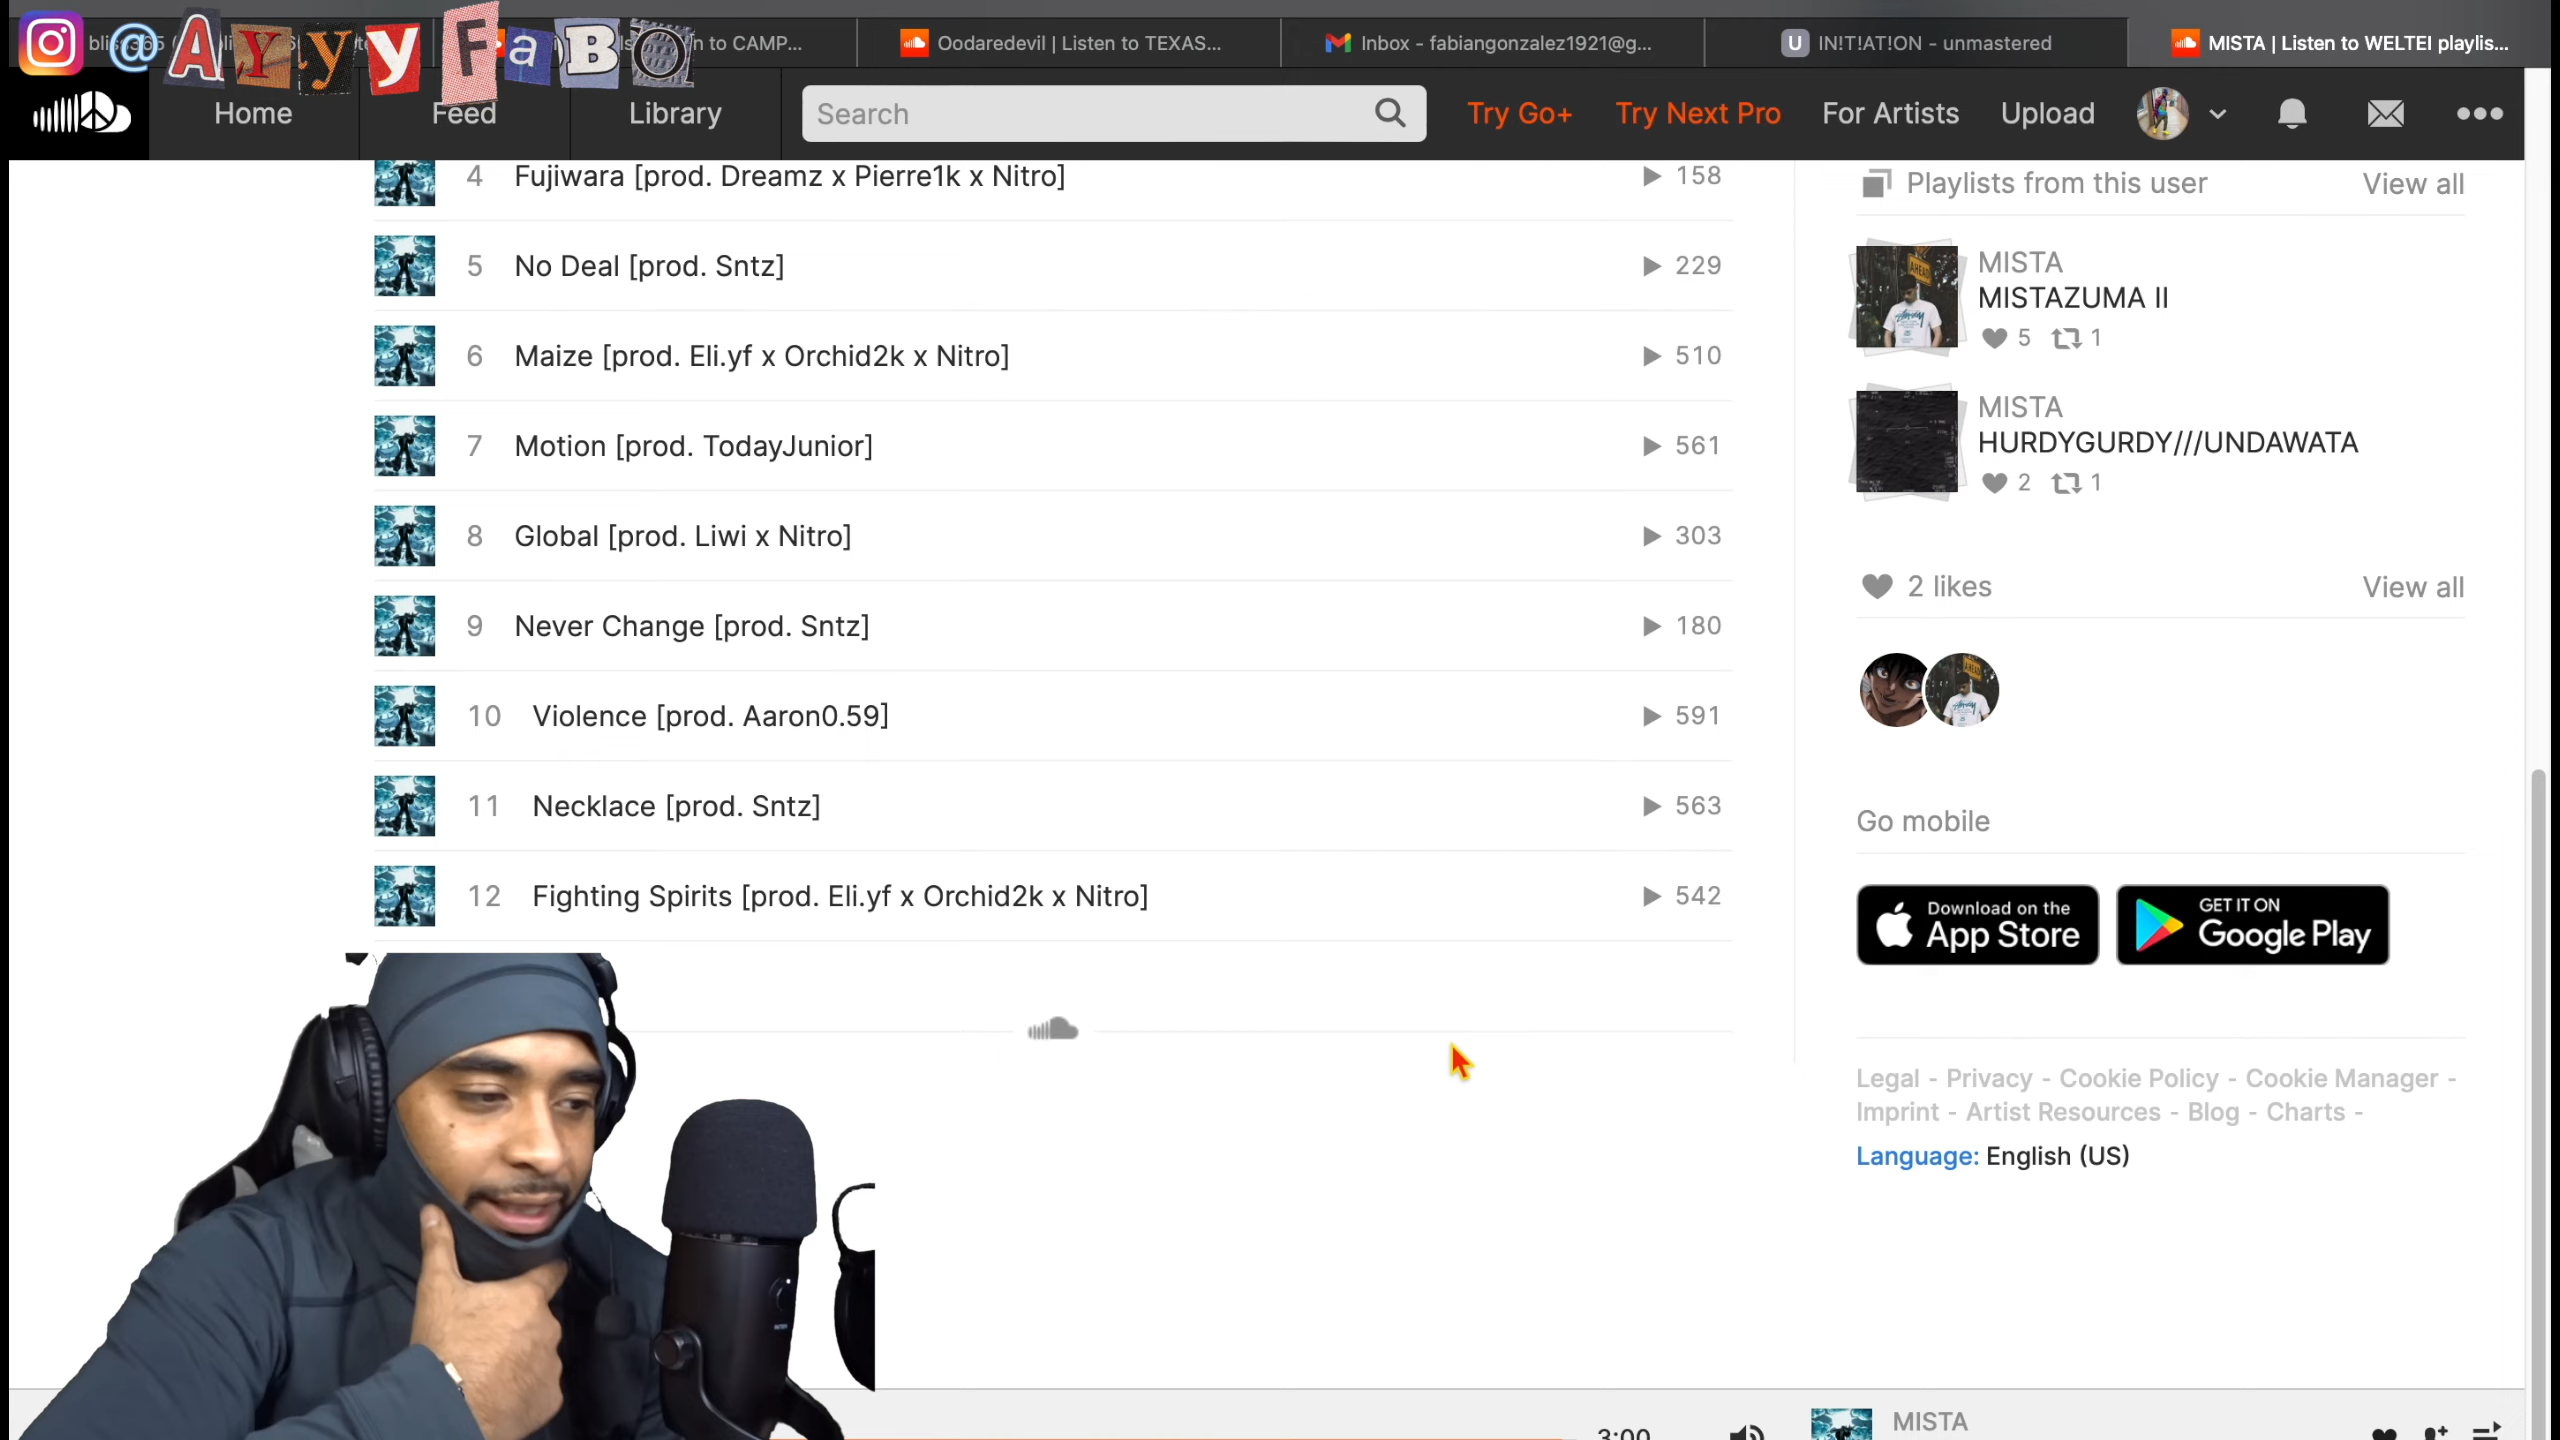 @AYyyFaBO
n to CAMP...
Oodaredevil | Listen to TEXAS...
Inbox - fabiangonzalez1921@g...
U IN!T!AT!ON - unmastered
MISTA | Listen to WELTEI playlis...
Home
Feed
Library
Search
Try Go+
Try Next Pro
For Artists
Upload
4 Fujiwara [prod. Dreamz x Pierre1k x Nitro] 158
5 No Deal [prod. Sntz] 229
6 Maize [prod. Eli.yf x Orchid2k x Nitro] 510
7 Motion [prod. TodayJunior] 561
8 Global [prod. Liwi x Nitro] 303
9 Never Change [prod. Sntz] 180
10 Violence [prod. Aaron0.59] 591
11 Necklace [prod. Sntz] 563
12 Fighting Spirits [prod. Eli.yf x Orchid2k x Nitro] 542
Playlists from this user View all
MISTA
MISTAZUMA II
5 1
MISTA
HURDYGURDY///UNDAWATA
2 1
2 likes View all
AHEAD
Go mobile
Download on the
App Store
GET IT ON
Google Play
Legal - Privacy - Cookie Policy - Cookie Manager -
Imprint - Artist Resources - Blog - Charts -
Language: English (US)
3:00
MISTA